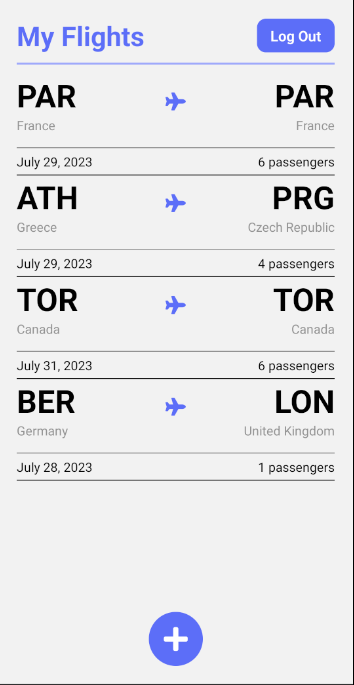 My Flights Log Out
PAR PAR
France France
July 29, 2023 6 passengers
ATH PRG
Greece Czech Republic
July 29, 2023 4 passengers
TOR TOR
Canada Canada
July 31, 2023 6 passengers
BER LON
Germany United Kingdom
July 28, 2023 1 passengers